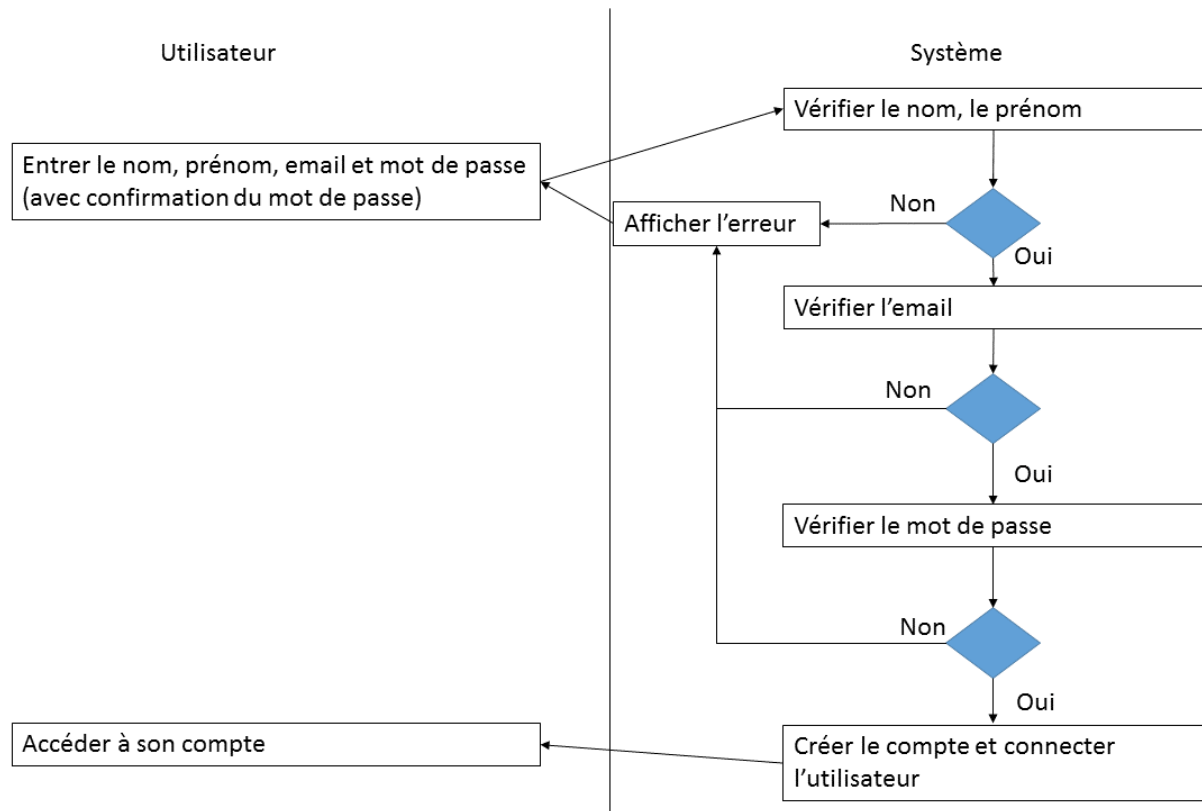 Utilisateur
Système
Vérifier le nom, le prénom
Entrer le nom, prénom, email et mot de passe
(avec confirmation du mot de passe)
Non
Afficher l’erreur
Oui
Vérifier l’email
Non
Oui
Vérifier le mot de passe
Non
Oui
Accéder à son compte
Créer le compte et connecter
l’utilisateur